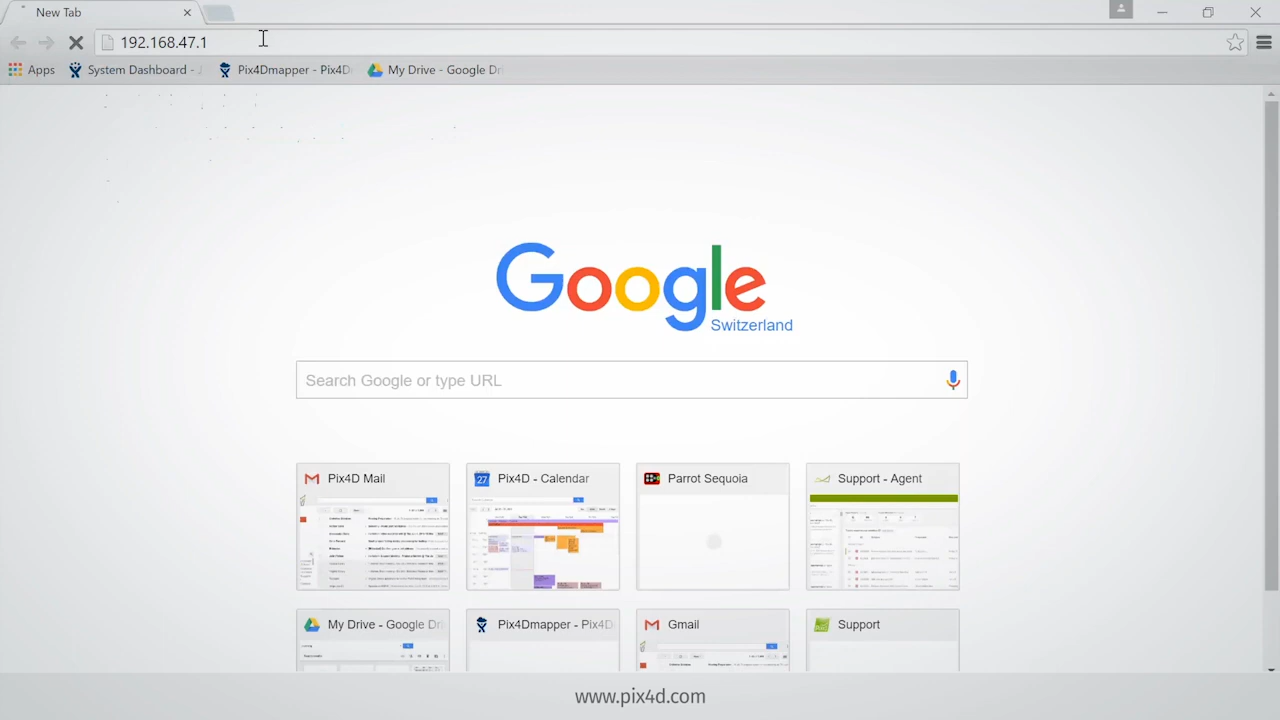 New Tab
192.168.47.1
Apps
System Dashboard - J
Pix4Dmapper - Pix4D
My Drive - Google Dr
Google
Switzerland
Search Google or type URL
Pix4D Mail
27
Pix4D - Calendar
Parrot Sequoia
Support - Agent
My Drive - Google Dri
Pix4Dmapper - Pix4D
Gmail
Support
www.pix4d.com